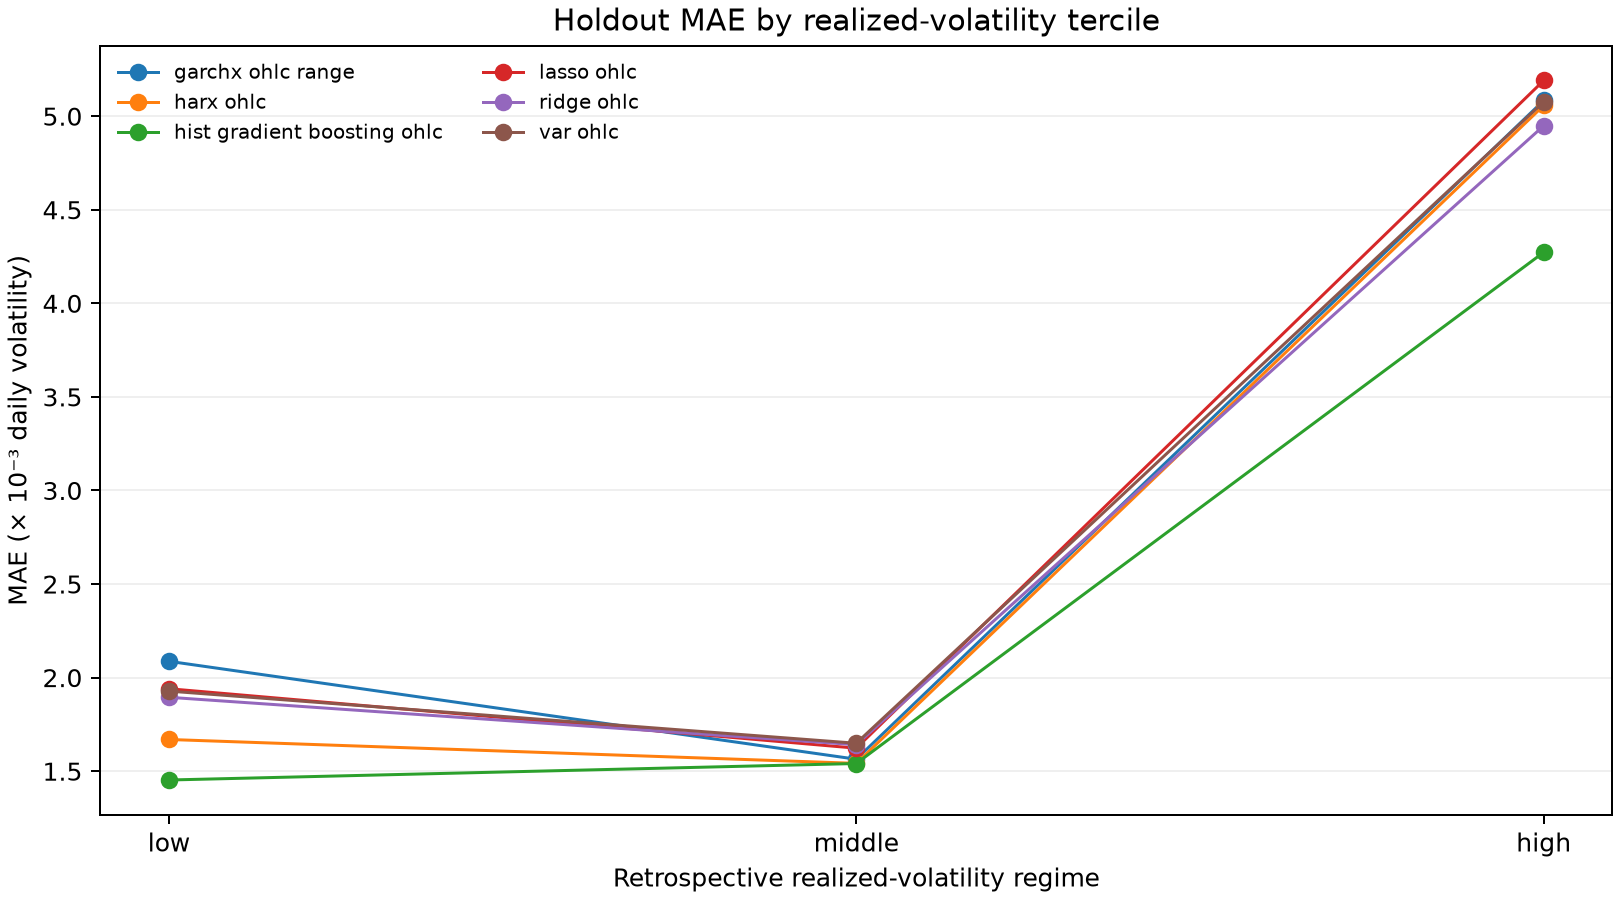 Holdout MAE by realized-volatility tercile
garchx ohlc range
harx ohlc
hist gradient boosting ohlc
lasso ohlc
ridge ohlc
var ohlc
MAE (× 10⁻³ daily volatility)
5.0
4.5
4.0
3.5
3.0
2.5
2.0
1.5
low
middle
high
Retrospective realized-volatility regime